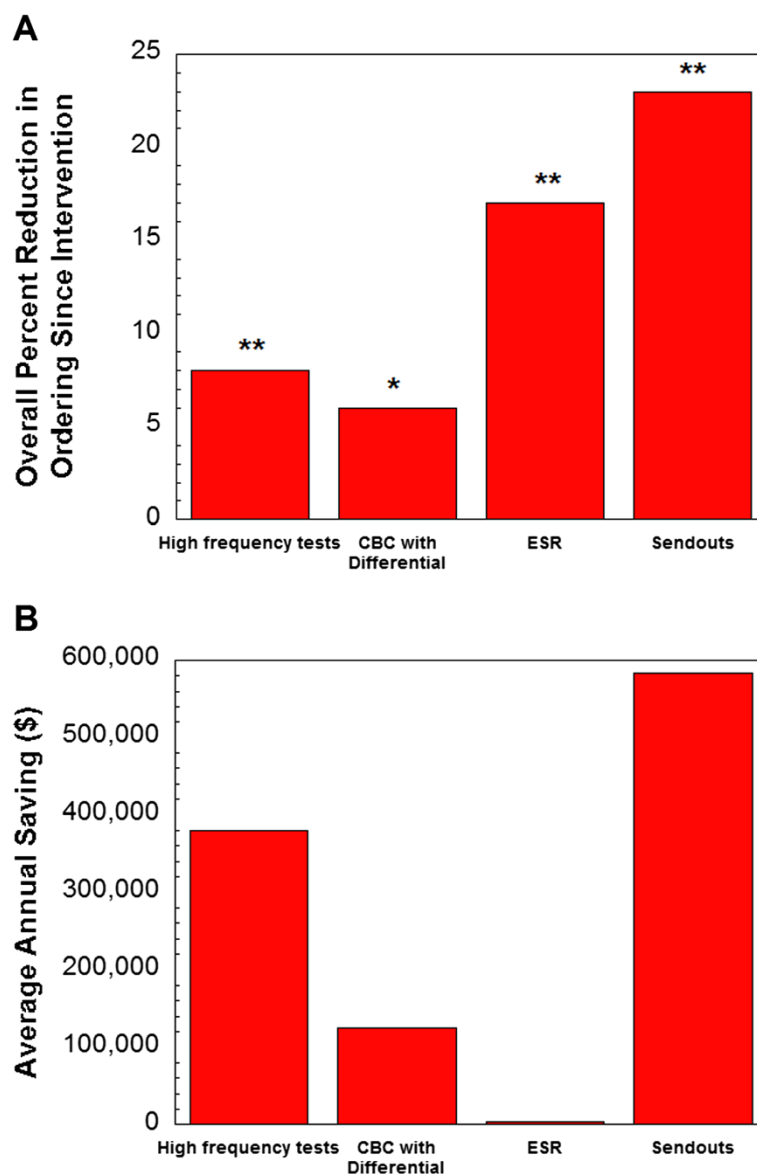 A
Overall Percent Reduction in
Ordering Since Intervention
25
20
15
10
5
0
**
*
**
**
High frequency tests
CBC with
Differential
ESR
Sendouts
B
Average Annual Saving ($)
600,000
500,000
400,000
300,000
200,000
100,000
0
High frequency tests
CBC with
Differential
ESR
Sendouts